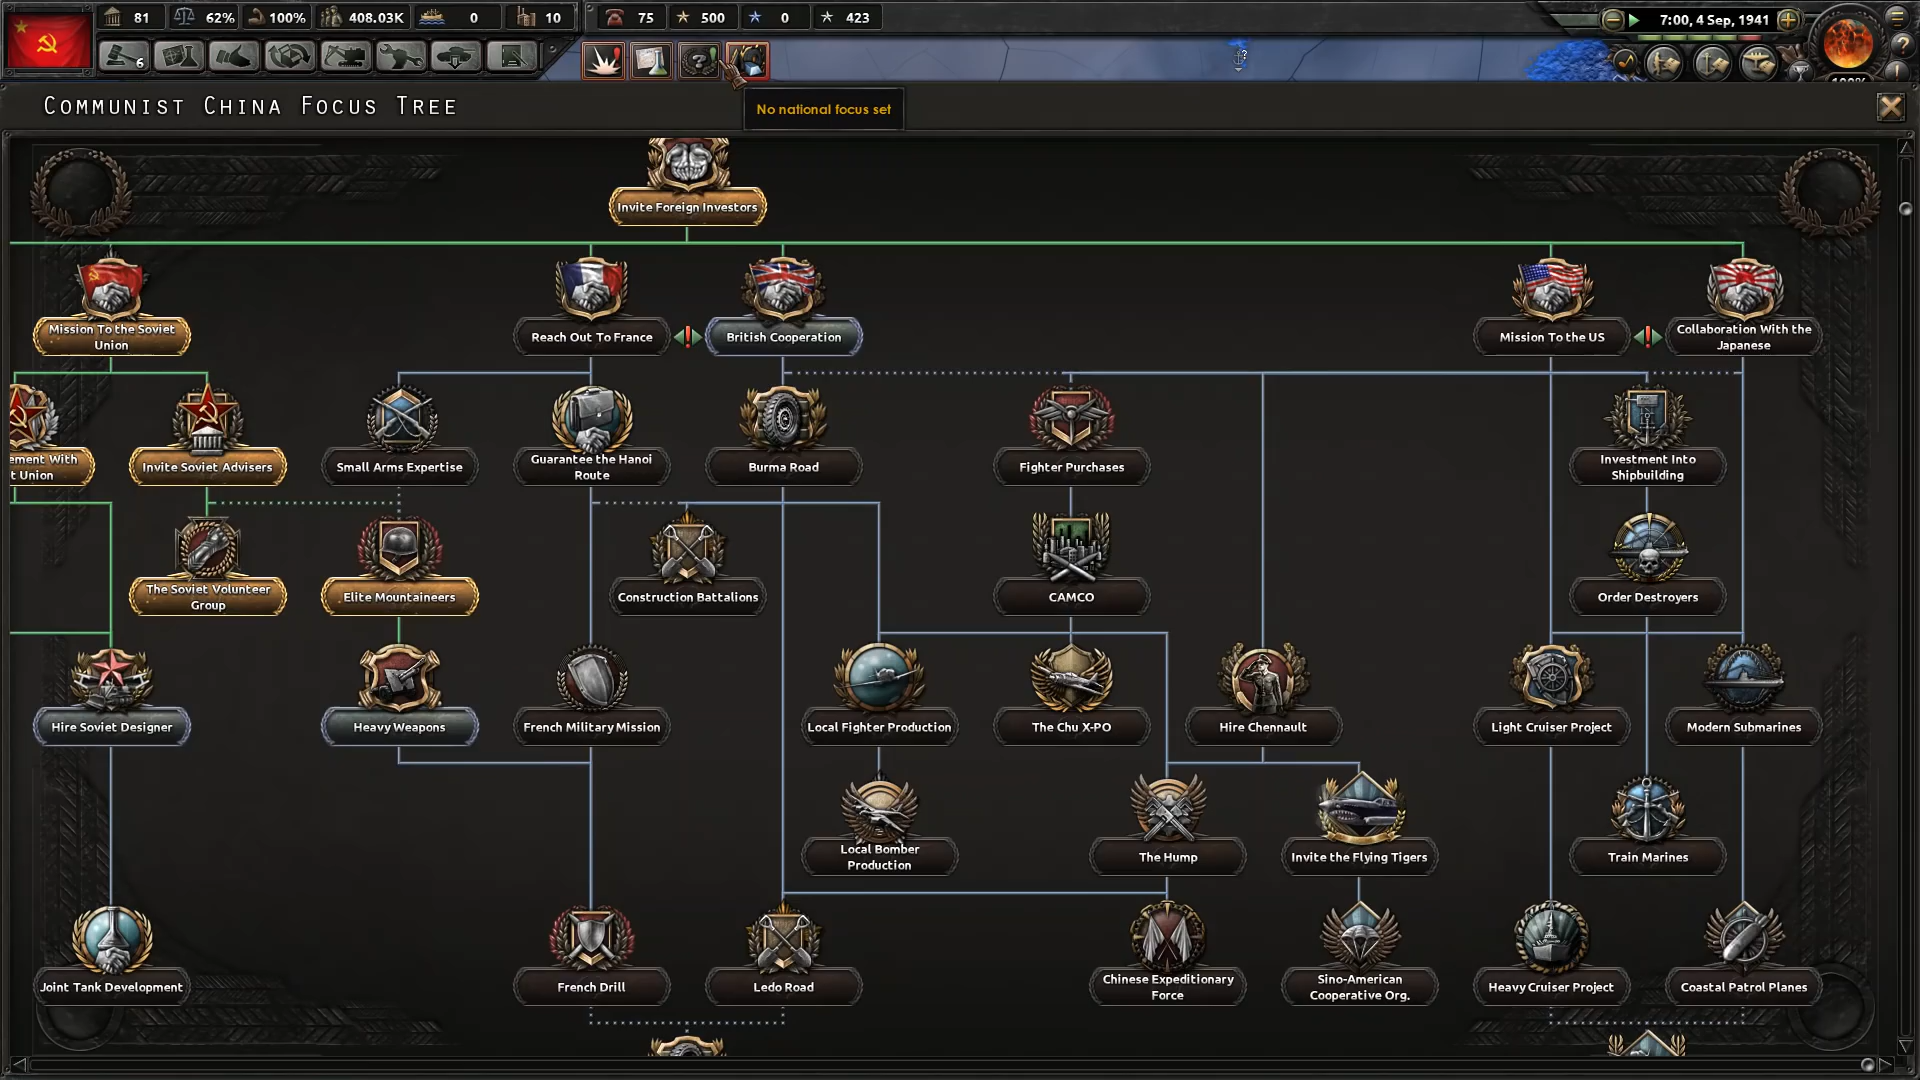 81
62%
100%
408.03K
0
10
75
500
0
423
7:00, 4 Sep, 1941
6
Communist China Focus Tree
No national focus set
Invite Foreign Investors
Mission To the Soviet
Union
Reach Out To France
British Cooperation
Mission To the US
Collaboration With the
Japanese
ement With
t Union
Invite Soviet Advisers
Small Arms Expertise
Guarantee the Hanoi
Route
Burma Road
Fighter Purchases
Investment Into
Shipbuilding
The Soviet Volunteer
Group
Elite Mountaineers
Construction Battalions
CAMCO
Order Destroyers
Hire Soviet Designer
Heavy Weapons
French Military Mission
Local Fighter Production
The Chu X-PO
Hire Chennault
Light Cruiser Project
Modern Submarines
Local Bomber
Production
The Hump
Invite the Flying Tigers
Train Marines
Joint Tank Development
French Drill
Ledo Road
Chinese Expeditionary
Force
Sino-American
Cooperative Org.
Heavy Cruiser Project
Coastal Patrol Planes